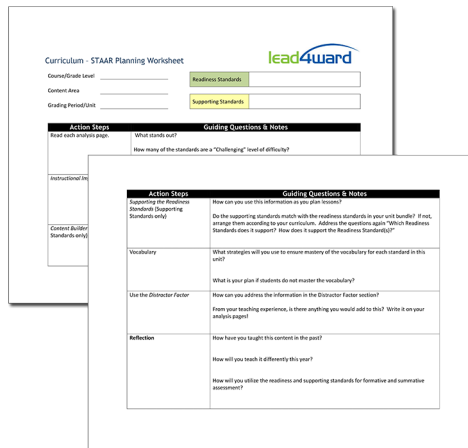 lead4ward
Curriculum – STAAR Planning Worksheet
Course/Grade Level
Readiness Standards
Content Area
Supporting Standards
Grading Period/Unit
Action Steps
Guiding Questions & Notes
Read each analysis page.
What stands out?
How many of the standards are a "Challenging" level of difficulty?
Instructional
Content Builder
Standards only)
Action Steps
Guiding Questions & Notes
Supporting the Readiness
Standards (Supporting
Standards only)
How can you use this information as you plan lessons?
Do the supporting standards match with the readiness standards in your unit bundle? If not,
arrange them according to your curriculum. Address the questions again "Which Readiness
Standards does it support? How does it support the Readiness Standard(s)?"
Vocabulary
What strategies will you use to ensure mastery of the vocabulary for each standard in this
unit?
What is your plan if students do not master the vocabulary?
Use the Distractor Factor
How can you address the information in the Distractor Factor section?
From your teaching experience, is there anything you would add to this? Write it on your
analysis pages!
Reflection
How have you taught this content in the past?
How will you teach it differently this year?
How will you utilize the readiness and supporting standards for formative and summative
assessment?